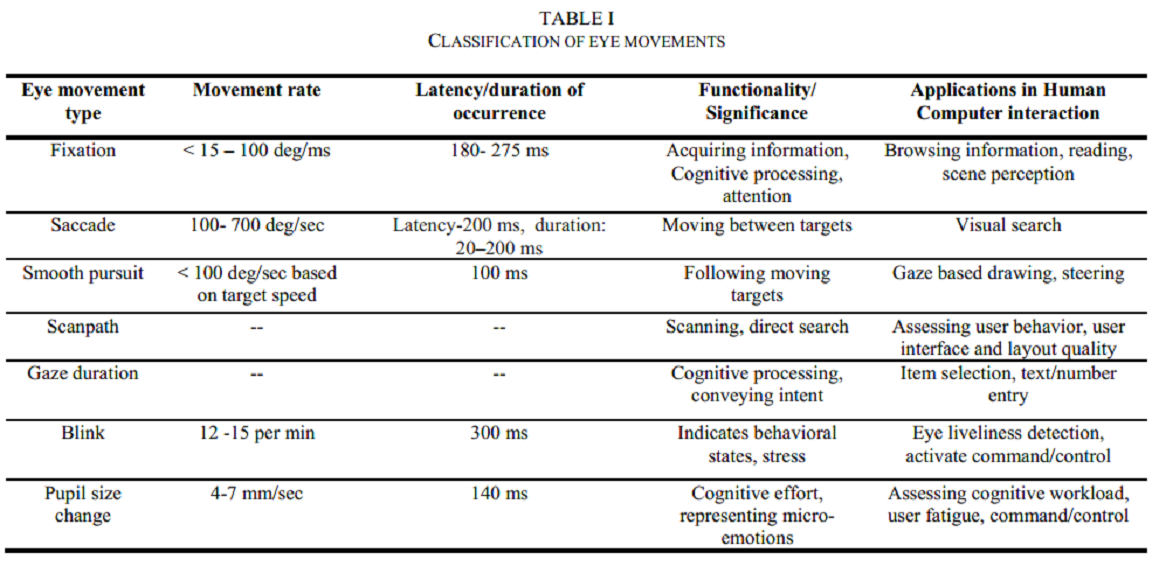 TABLE I
CLASSIFICATION OF EYE MOVEMENTS
Eye movement type | Movement rate | Latency/duration of occurrence | Functionality/ Significance | Applications in Human Computer interaction
Fixation | < 15 – 100 deg/ms | 180- 275 ms | Acquiring information, Cognitive processing, attention | Browsing information, reading, scene perception
Saccade | 100- 700 deg/sec | Latency-200 ms, duration: 20–200 ms | Moving between targets | Visual search
Smooth pursuit | < 100 deg/sec based on target speed | 100 ms | Following moving targets | Gaze based drawing, steering
Scanpath | -- | -- | Scanning, direct search | Assessing user behavior, user interface and layout quality
Gaze duration | -- | -- | Cognitive processing, conveying intent | Item selection, text/number entry
Blink | 12 -15 per min | 300 ms | Indicates behavioral states, stress | Eye liveliness detection, activate command/control
Pupil size change | 4-7 mm/sec | 140 ms | Cognitive effort, representing micro-emotions | Assessing cognitive workload, user fatigue, command/control